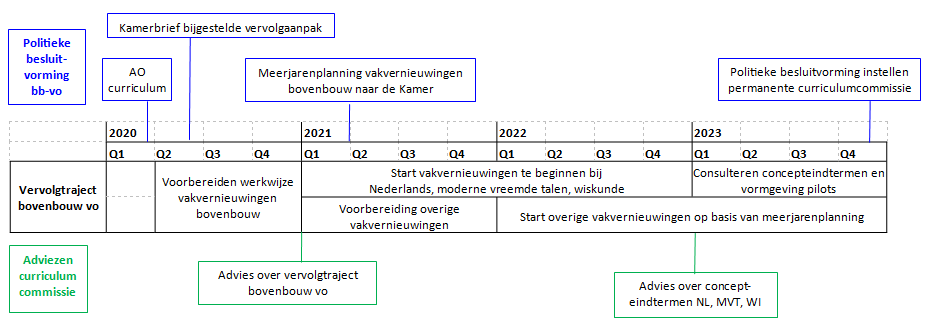 Kamerbrief bijgestelde vervolgaanpak
Politieke
besluit-
vorming
bb-vo
AO
curriculum
Meerjarenplanning vakvernieuwingen
bovenbouw naar de Kamer
Politieke besluitvorming instellen
permanente curriculumcommissie
2020 2021 2022 2023
Q1 Q2 Q3 Q4 Q1 Q2 Q3 Q4 Q1 Q2 Q3 Q4 Q1 Q2 Q3 Q4
Vervolgtraject
bovenbouw vo
Voorbereiden werkwijze
vakvernieuwingen
bovenbouw
Start vakvernieuwingen te beginnen bij
Nederlands, moderne vreemde talen, wiskunde
Consulteren concepteindtermen en
vormgeving pilots
Voorbereiding overige
vakvernieuwingen
Start overige vakvernieuwingen op basis van meerjarenplanning
Adviezen
curriculum
commissie
Advies over vervolgtraject
bovenbouw vo
Advies over concept-
eindtermen NL, MVT, WI